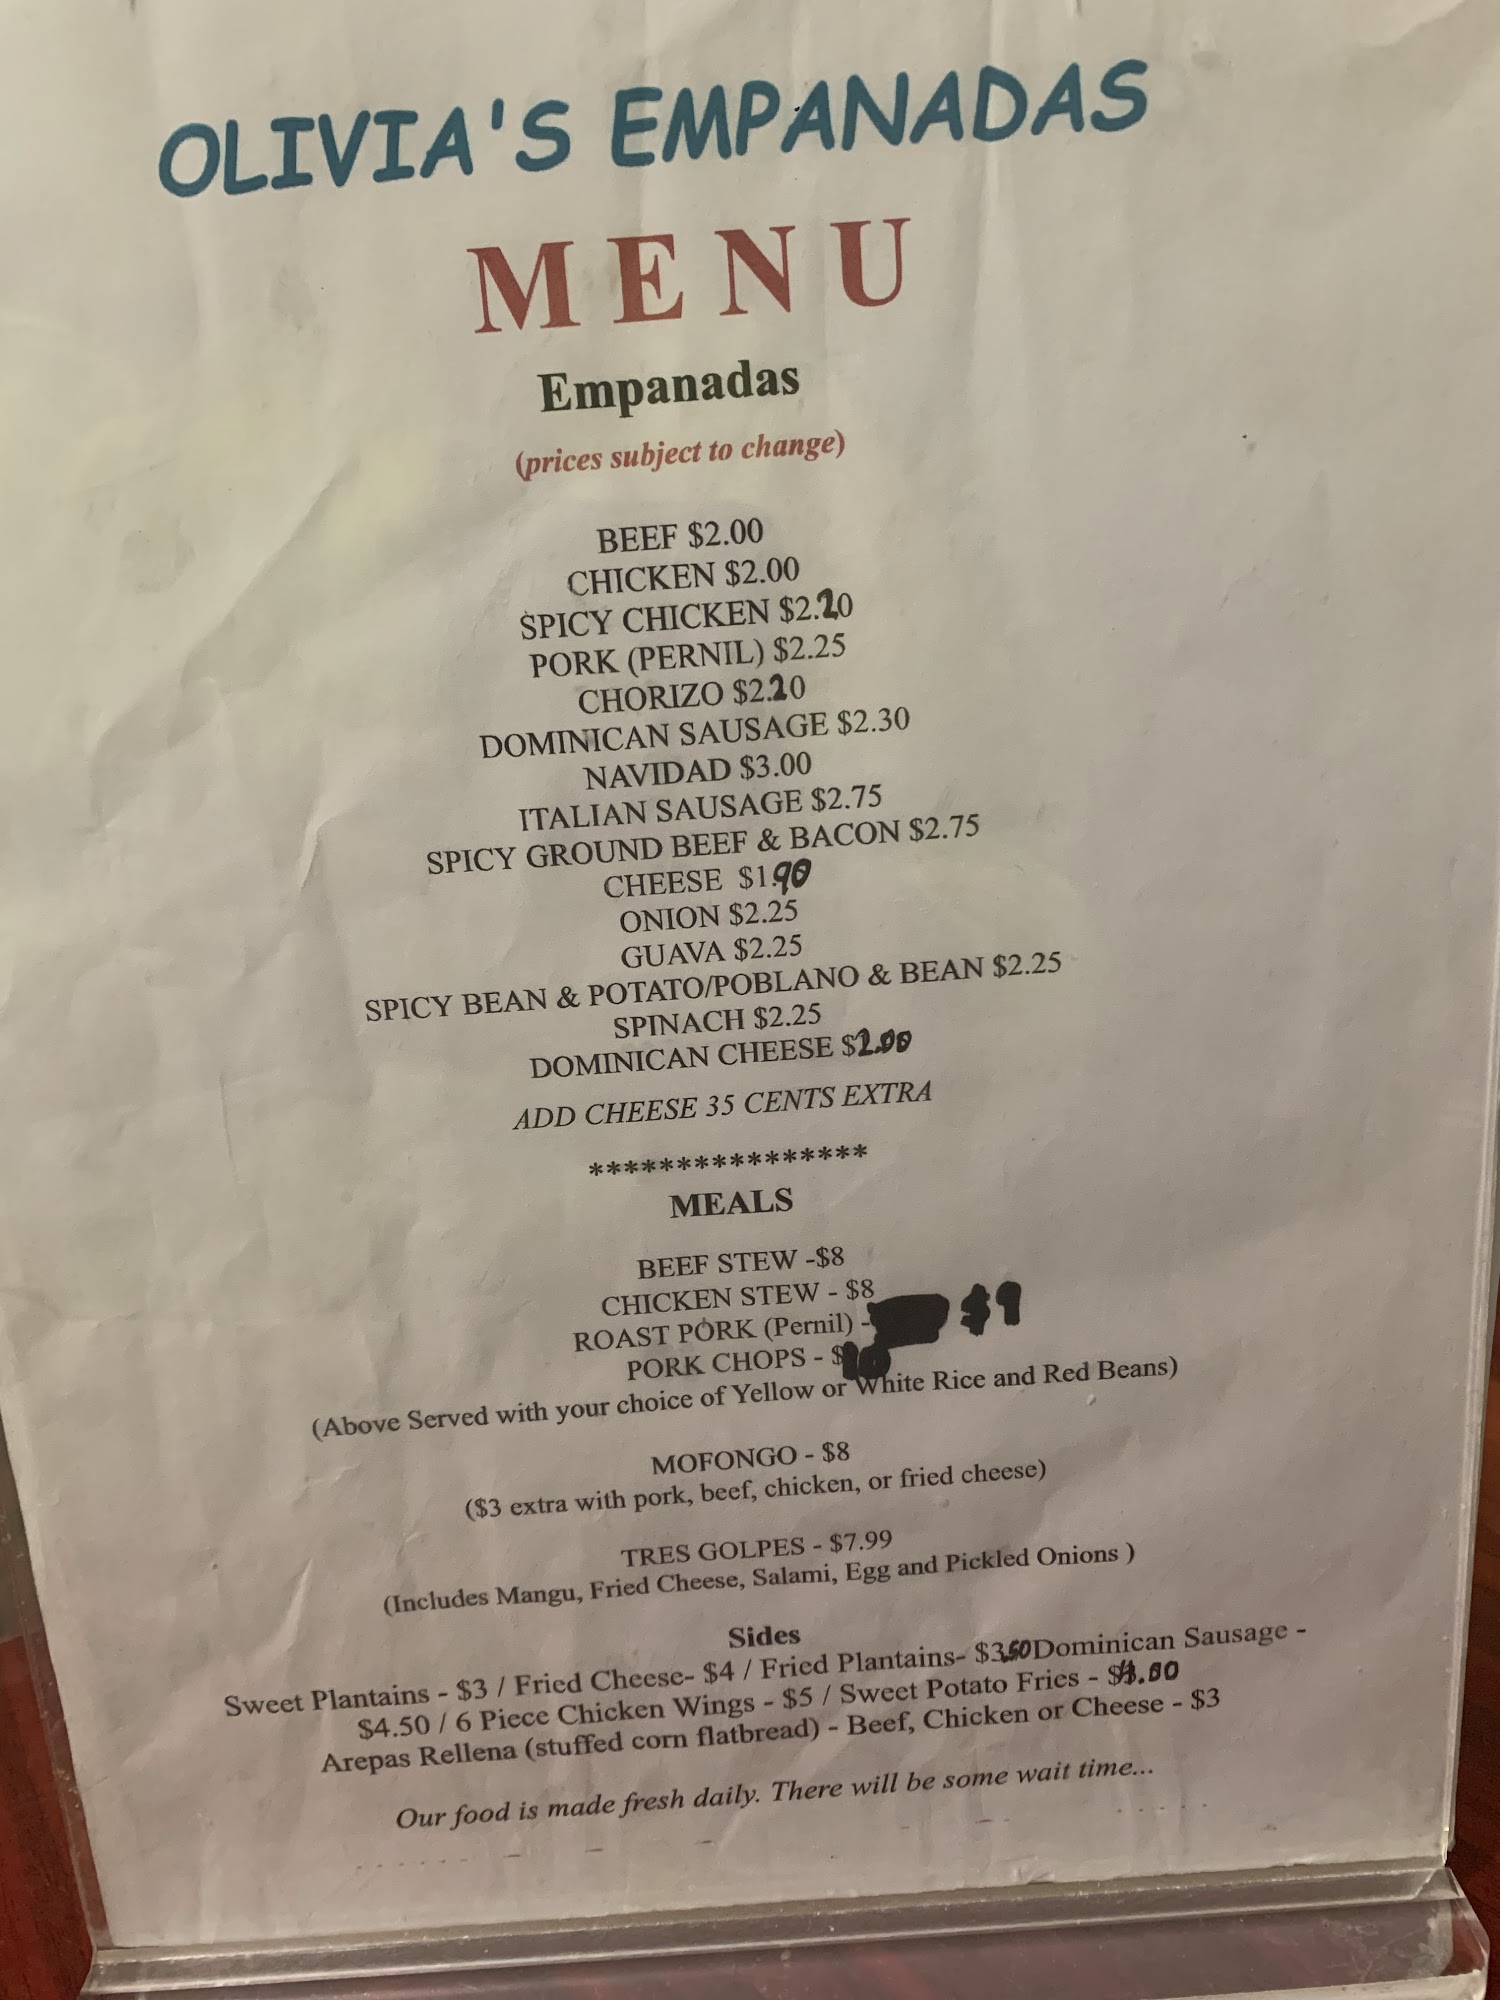 OLIVIA'S EMPANADAS
MENU
Empanadas
(prices subject to change)
BEEF $2.00
CHICKEN $2.00
SPICY CHICKEN $2.20
PORK (PERNIL) $2.25
CHORIZO $2.20
DOMINICAN SAUSAGE $2.30
NAVIDAD $3.00
ITALIAN SAUSAGE $2.75
SPICY GROUND BEEF & BACON $2.75
CHEESE $1.90
ONION $2.25
GUAVA $2.25
SPICY BEAN & POTATO/POBLANO & BEAN $2.25
SPINACH $2.25
DOMINICAN CHEESE $2.00
ADD CHEESE 35 CENTS EXTRA
****************
MEALS
BEEF STEW -$8
CHICKEN STEW - $8
ROAST PORK (Pernil) - $9
PORK CHOPS - $10
(Above Served with your choice of Yellow or White Rice and Red Beans)
MOFONGO - $8
($3 extra with pork, beef, chicken, or fried cheese)
TRES GOLPES - $7.99
(Includes Mangu, Fried Cheese, Salami, Egg and Pickled Onions )
Sides
Sweet Plantains - $3 / Fried Cheese- $4 / Fried Plantains- $3.50 Dominican Sausage -
$4.50 / 6 Piece Chicken Wings - $5 / Sweet Potato Fries -
Arepas Rellena (stuffed corn flatbread) - Beef, Chicken or Cheese - $3
Our food is made fresh daily. There will be some wait time...